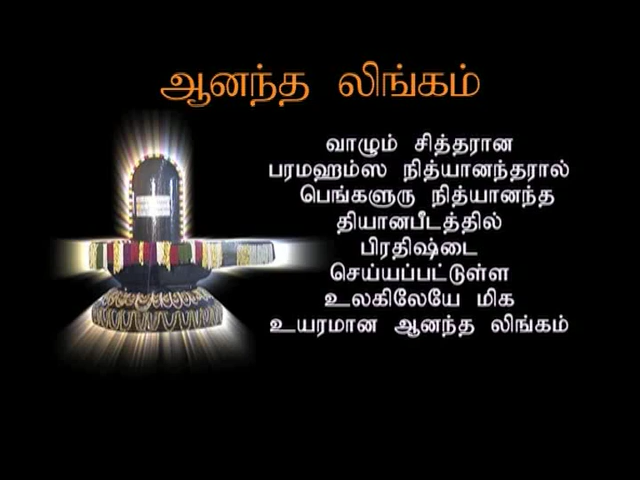 ஆனந்த லிங்கம்
வாழும் சித்தரான
பரமஹம்ஸ நித்யானந்தரால்
பெங்களுரு நித்யானந்த
தியானபீடத்தில்
பிரதிஷ்டை
செய்யப்பட்டுள்ள
உலகிலேயே மிக
உயரமான ஆனந்த லிங்கம்